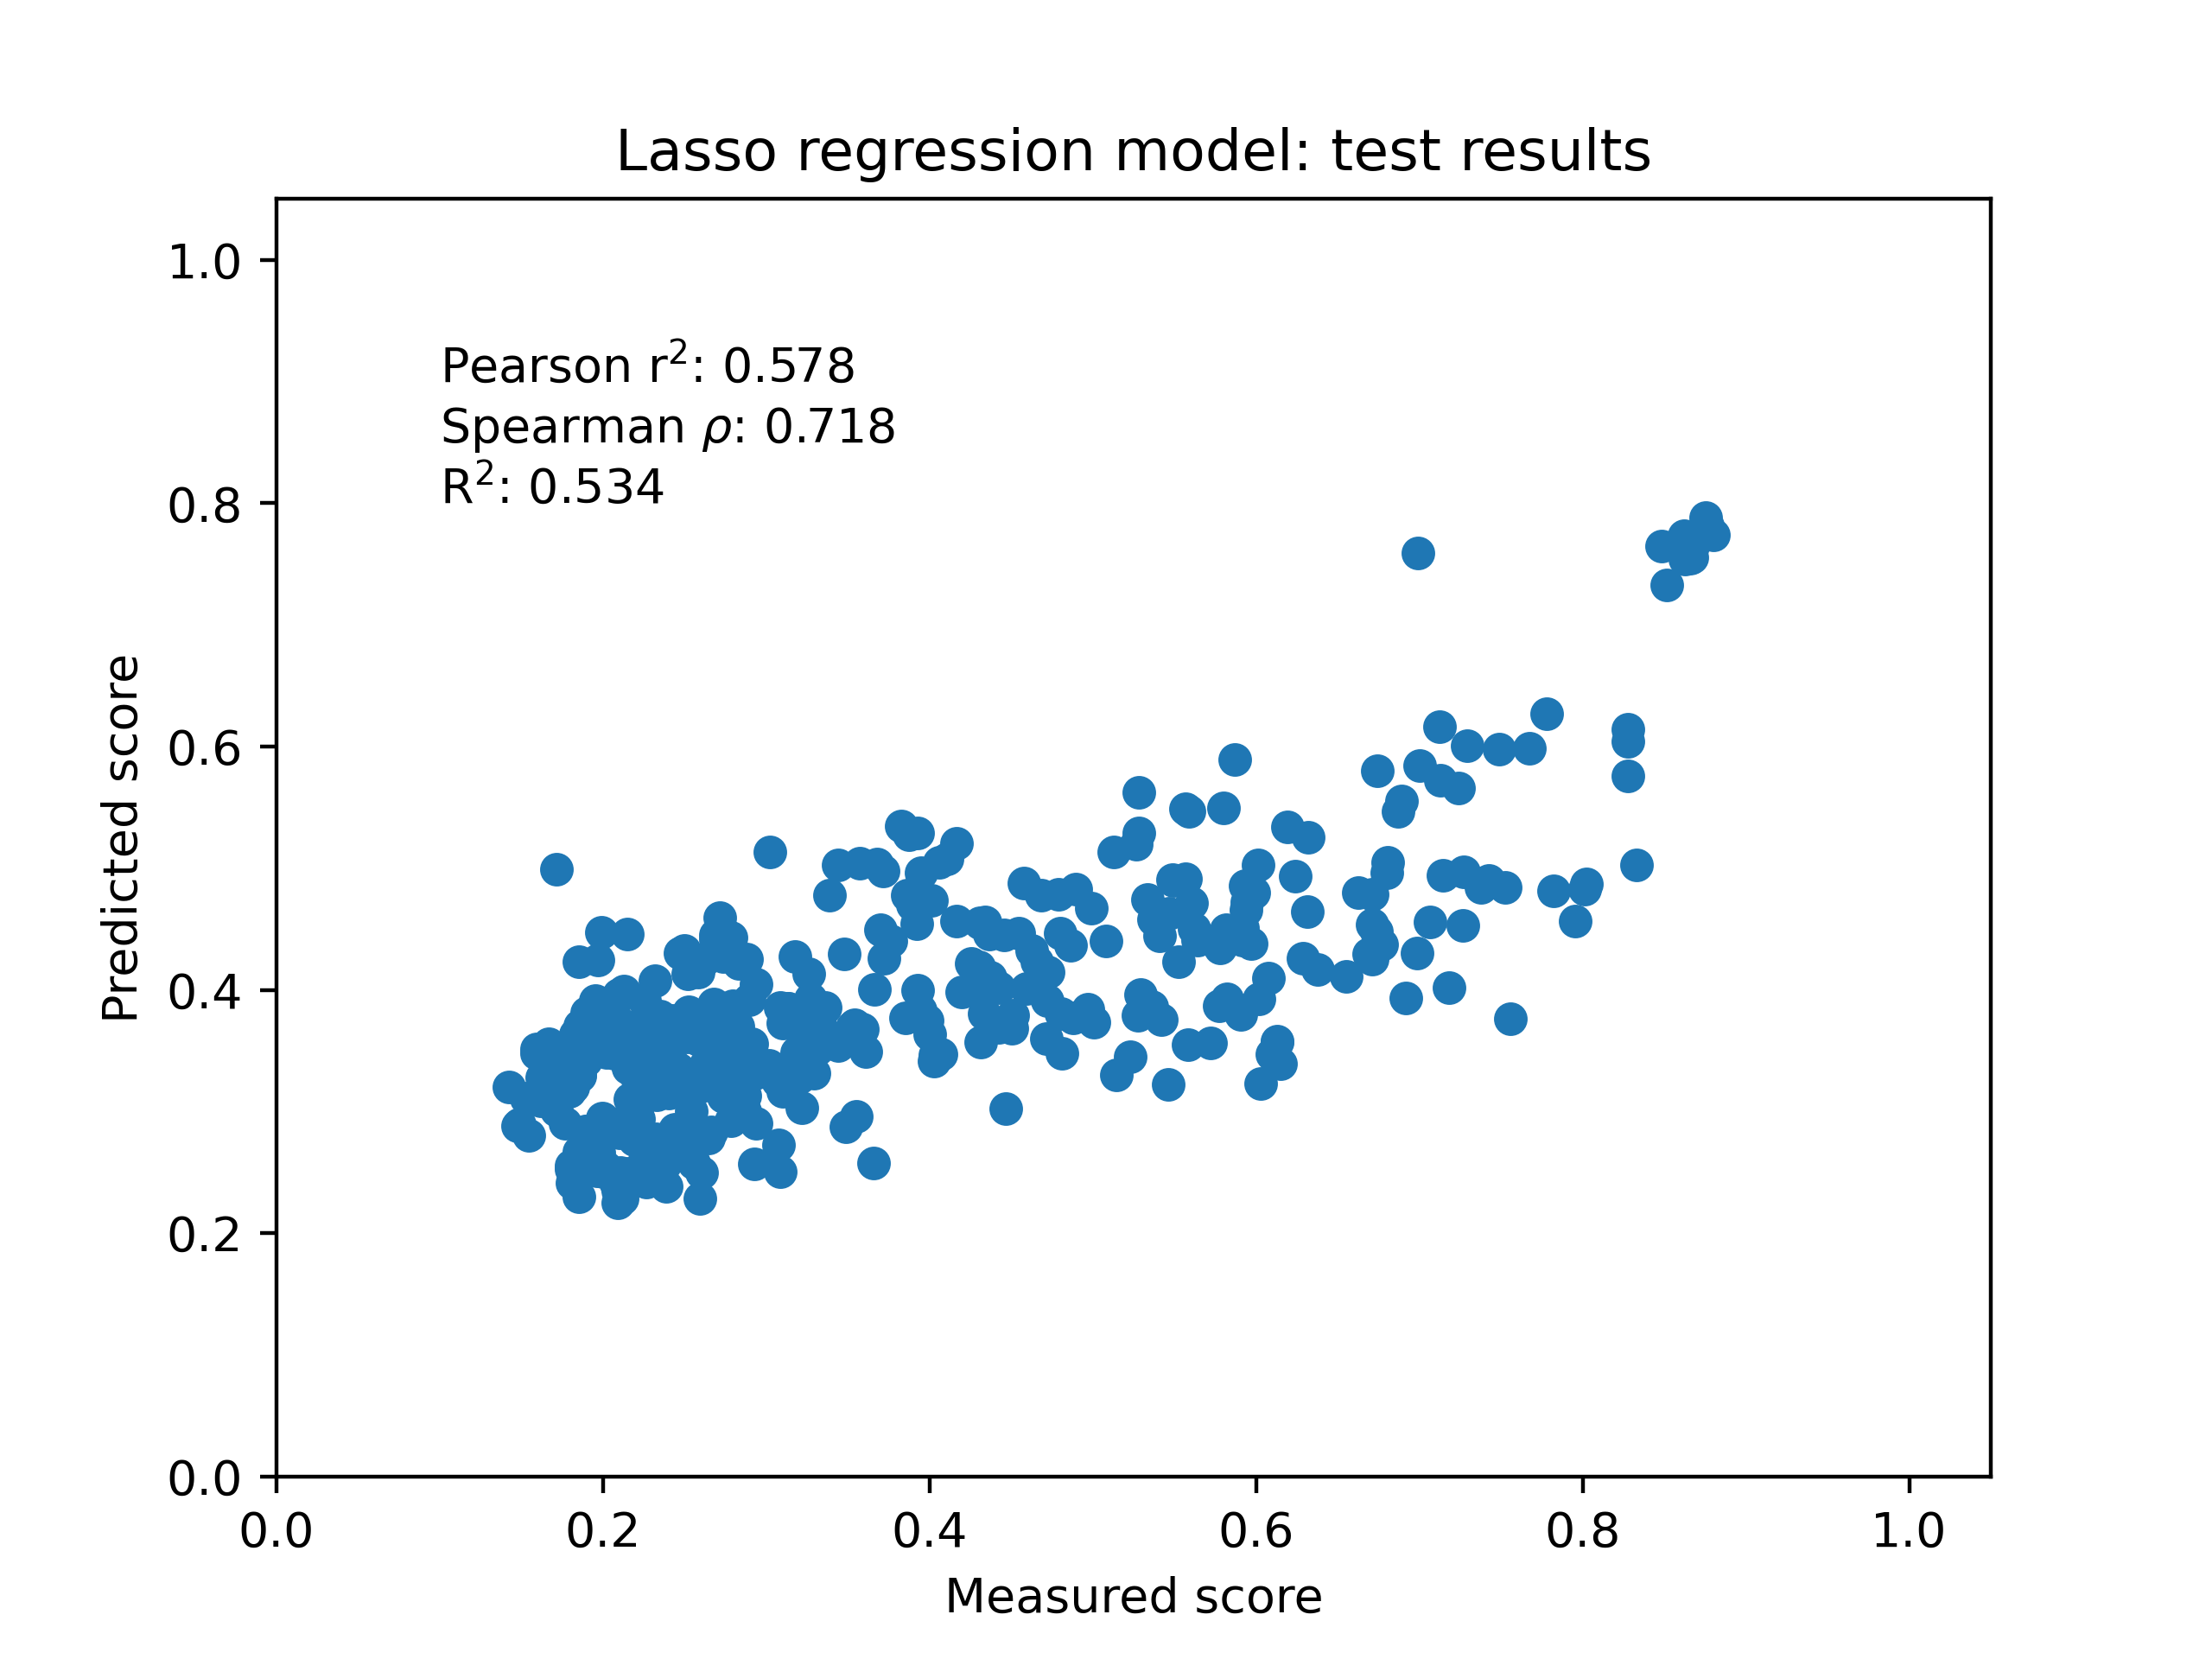 Lasso regression model: test results
Pearson r²: 0.578
Spearman ρ: 0.718
R²: 0.534
Predicted score
1.0
0.8
0.6
0.4
0.2
0.0
0.0 0.2 0.4 0.6 0.8 1.0
Measured score